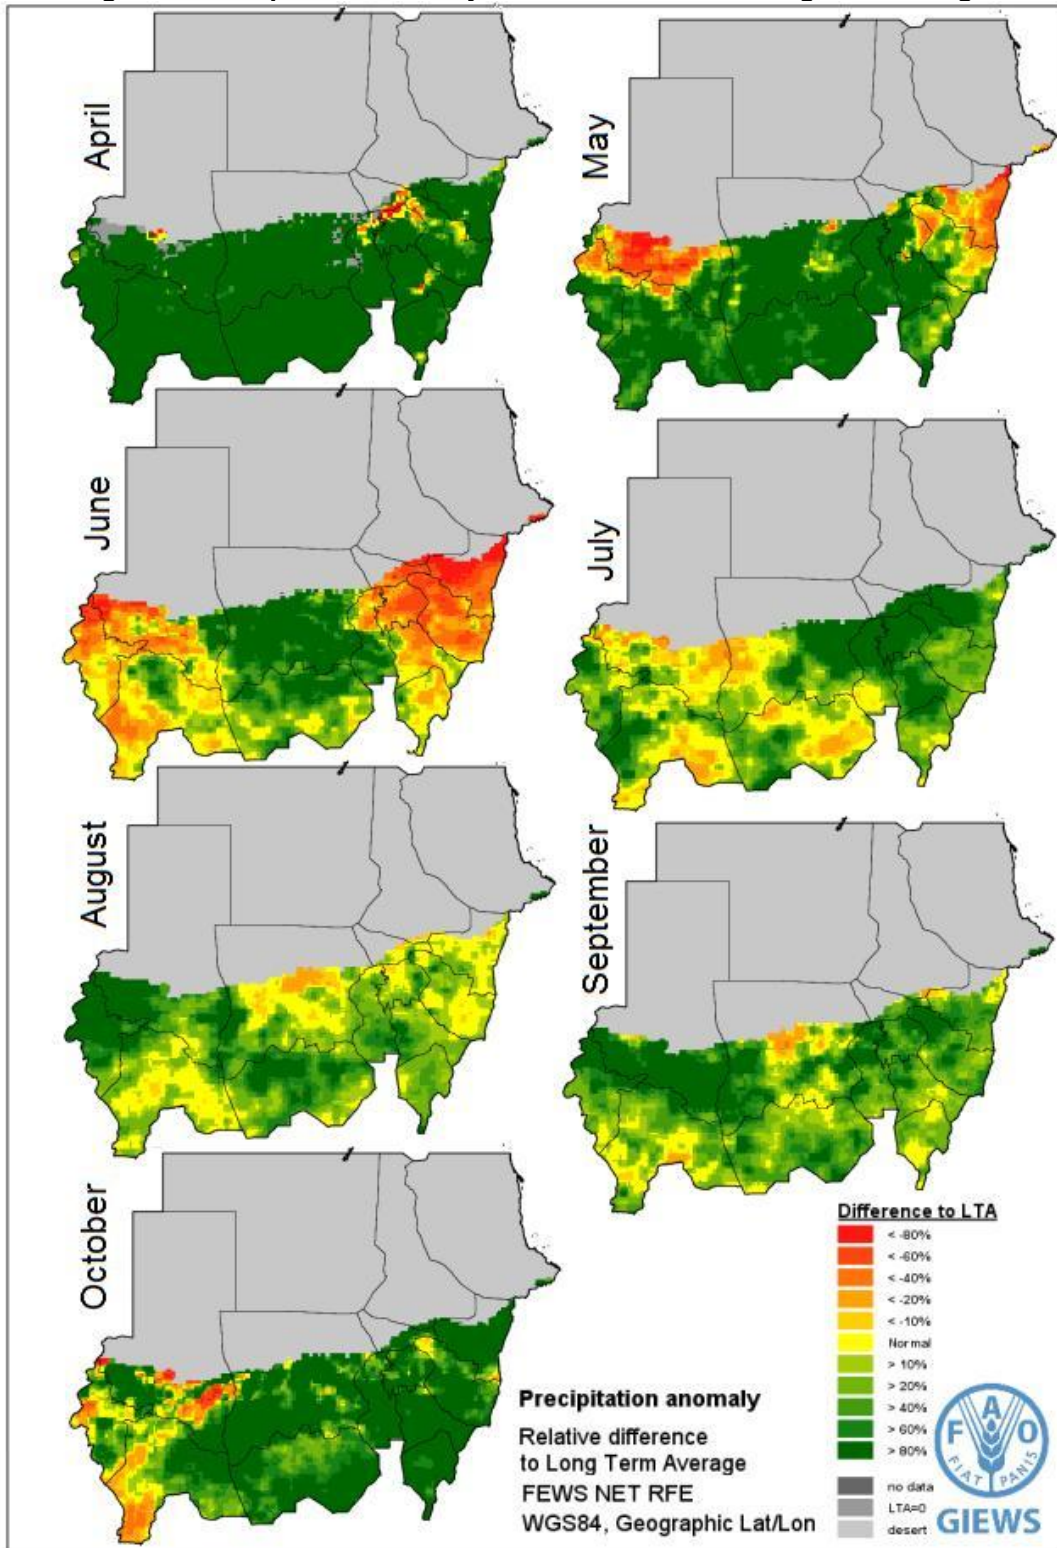 April
May
June
July
August
September
October
Difference to LTA
< -80%
< -60%
< -40%
< -20%
< -10%
Normal
> 10%
> 20%
> 40%
> 60%
> 80%
no data
LTA=0
desert
Precipitation anomaly
Relative difference
to Long Term Average
FEWS NET RFE
WGS84, Geographic Lat/Lon
F A O
FIAT PANIS
GIEWS